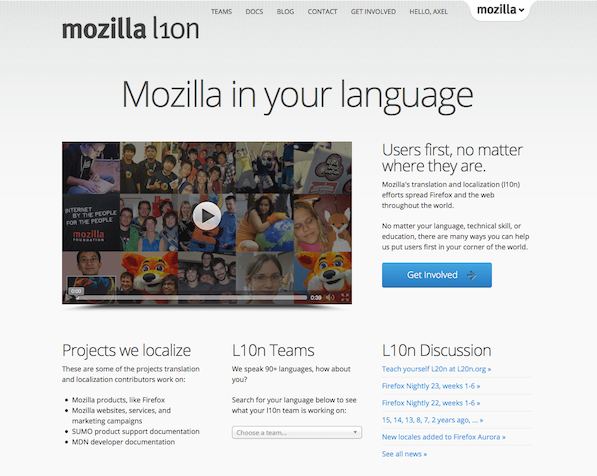 TEAMS DOCS BLOG CONTACT GET INVOLVED HELLO, AXEL mozilla
mozilla l10n
Mozilla in your language
Users first, no matter
where they are.
Mozilla's translation and localization (l10n)
efforts spread Firefox and the web
throughout the world.
No matter your language, technical skill, or
education, there are many ways you can help
us put users first in your corner of the world.
Get Involved
INTERNET
BY THE PEOPLE
FOR THE PEOPLE
mozilla
FOUNDATION
0:00
0:39
Projects we localize
These are some of the projects translation
and localization contributors work on:
• Mozilla products, like Firefox
• Mozilla websites, services, and
marketing campaigns
• SUMO product support documentation
• MDN developer documentation
L10n Teams
We speak 90+ languages, how about
you?
Search for your language below to see
what your l10n team is working on:
Choose a team...
L10n Discussion
Teach yourself L20n at L20n.org »
Firefox Nightly 23, weeks 1-6 »
Firefox Nightly 22, weeks 1-6 »
15, 14, 13, 8, 7, 2 years ago, ... »
New locales added to Firefox Aurora »
See all news »